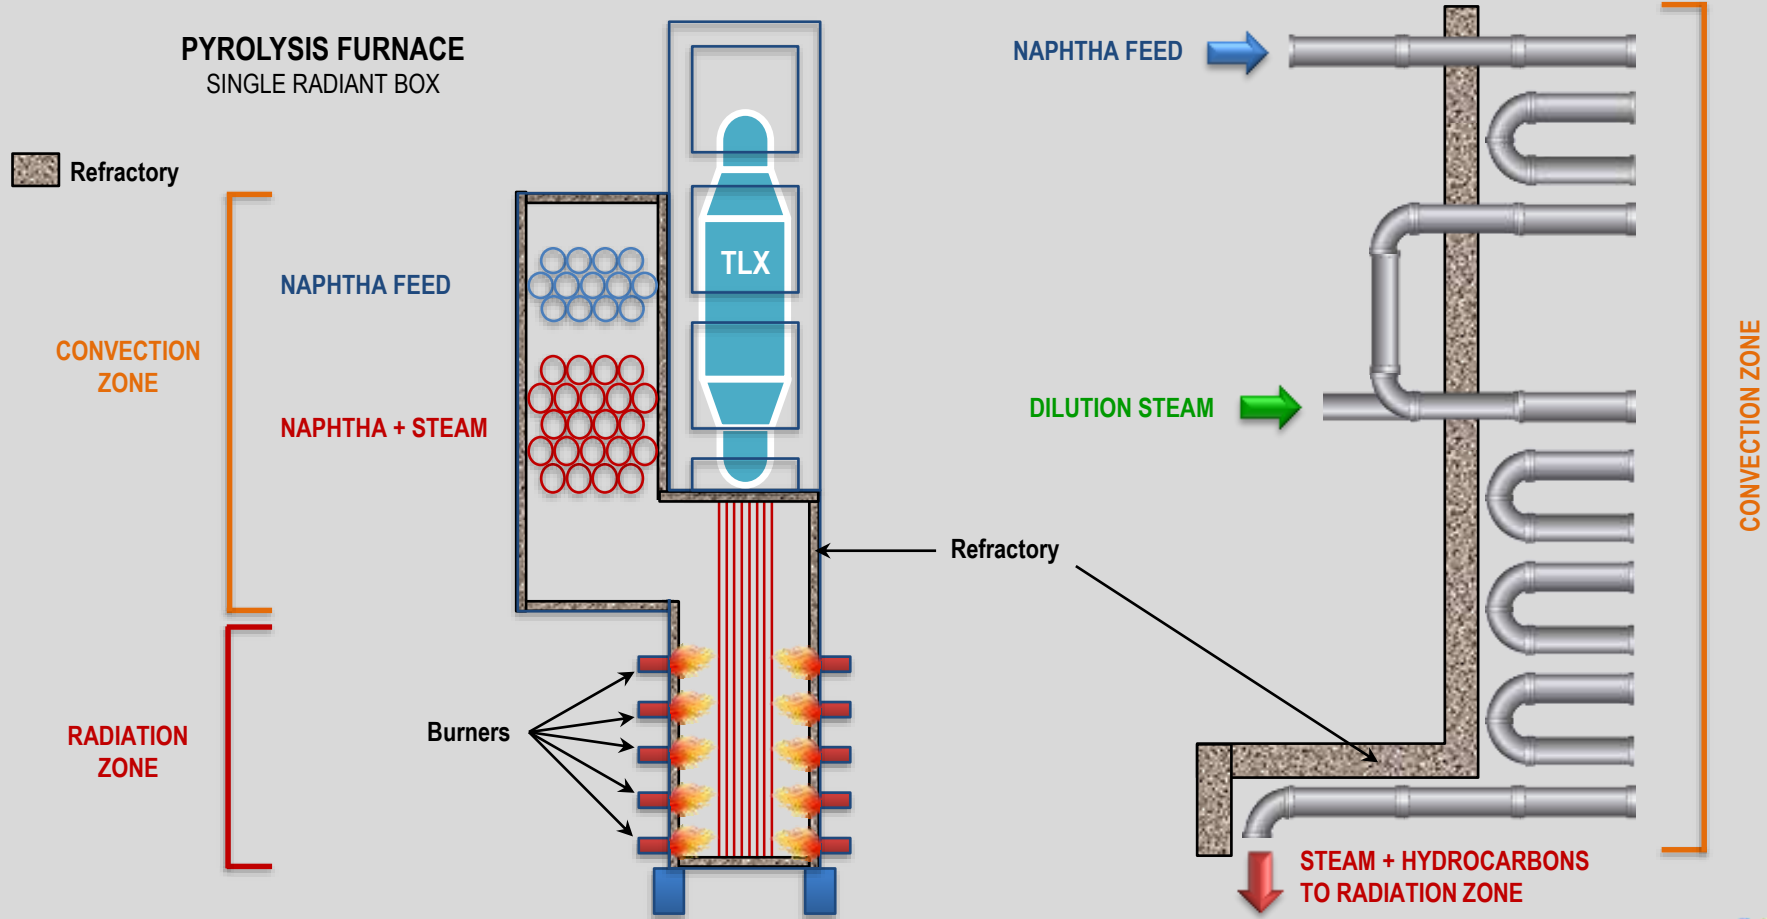 PYROLYSIS FURNACE
SINGLE RADIANT BOX
Refractory
CONVECTION
ZONE
NAPHTHA FEED
NAPHTHA + STEAM
TLX
RADIATION
ZONE
Burners
Refractory
NAPHTHA FEED
DILUTION STEAM
CONVECTION ZONE
STEAM + HYDROCARBONS
TO RADIATION ZONE